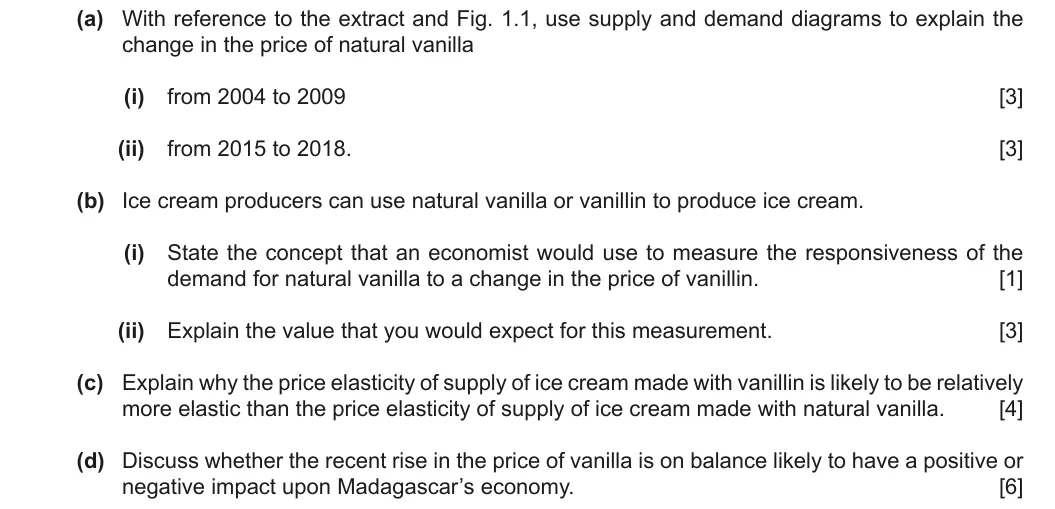 (a) With reference to the extract and Fig. 1.1, use supply and demand diagrams to explain the
change in the price of natural vanilla
(i) from 2004 to 2009 [3]
(ii) from 2015 to 2018. [3]
(b) Ice cream producers can use natural vanilla or vanillin to produce ice cream.
(i) State the concept that an economist would use to measure the responsiveness of the
demand for natural vanilla to a change in the price of vanillin. [1]
(ii) Explain the value that you would expect for this measurement. [3]
(c) Explain why the price elasticity of supply of ice cream made with vanillin is likely to be relatively
more elastic than the price elasticity of supply of ice cream made with natural vanilla. [4]
(d) Discuss whether the recent rise in the price of vanilla is on balance likely to have a positive or
negative impact upon Madagascar's economy. [6]